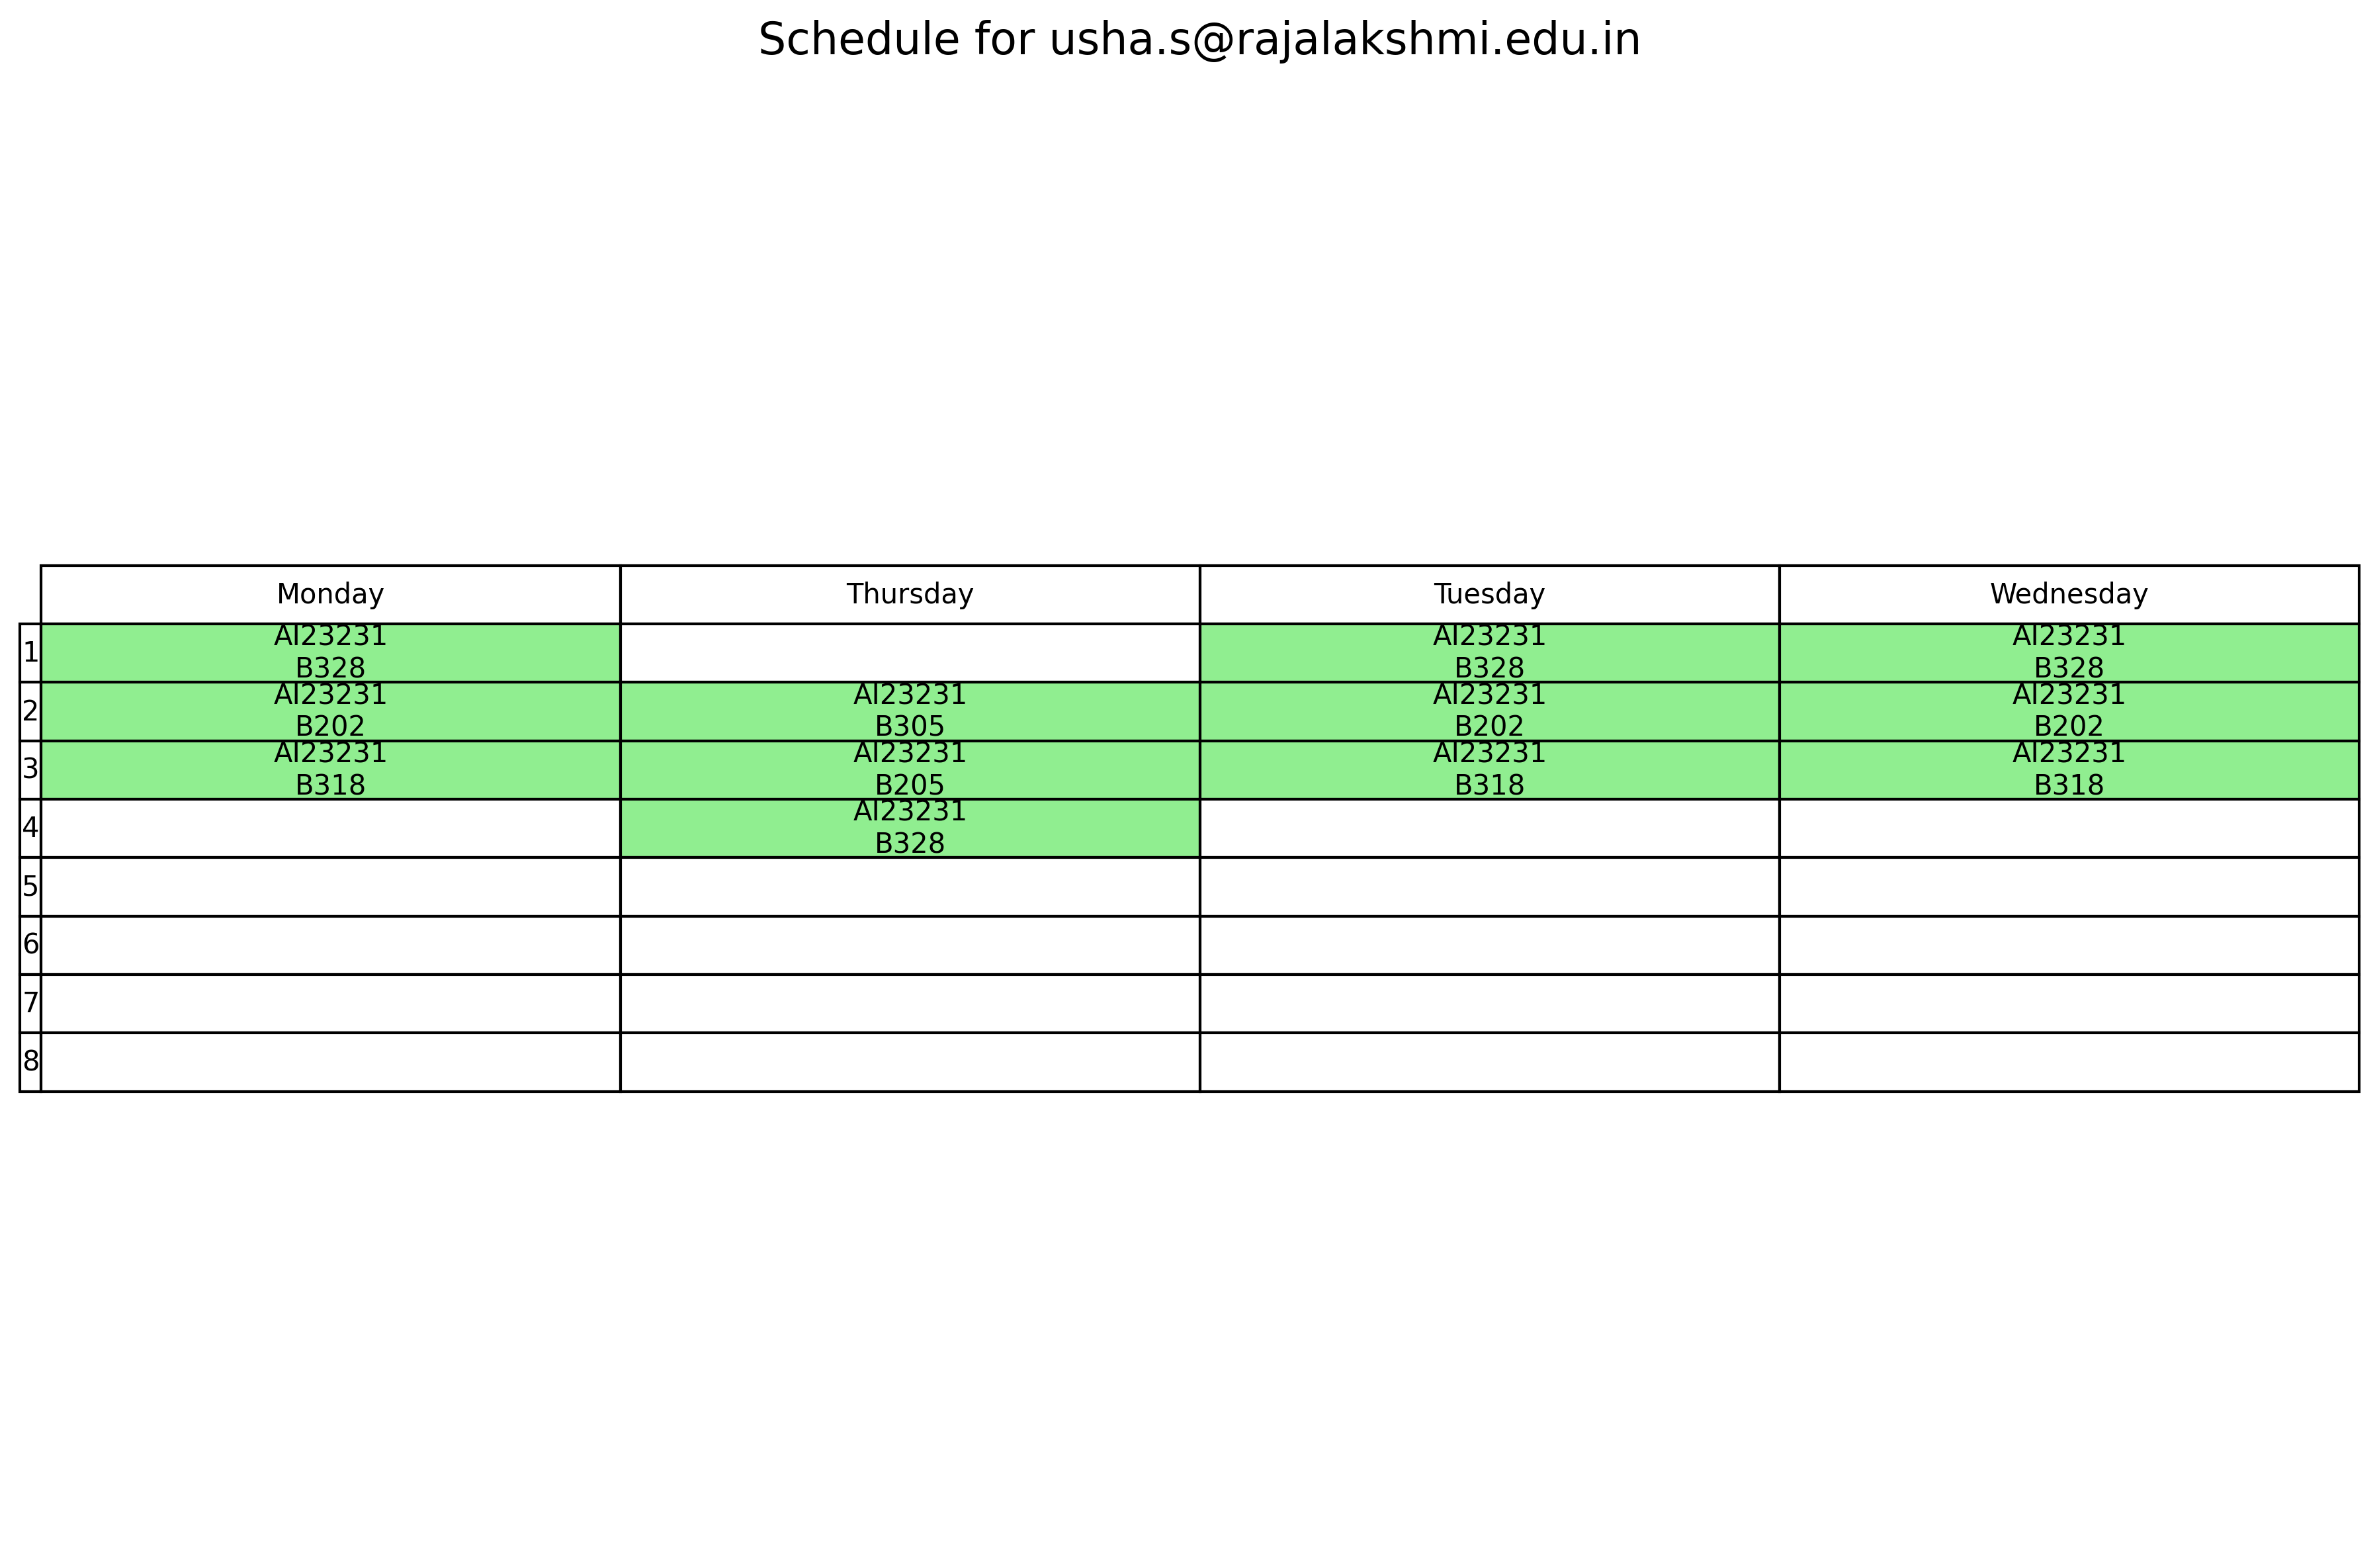 Schedule for usha.s@rajalakshmi.edu.in
Monday Thursday Tuesday Wednesday
1 AI23231 AI23231 AI23231
B328 B328 B328
2 AI23231 AI23231 AI23231 AI23231
B202 B305 B202 B202
3 AI23231 AI23231 AI23231 AI23231
B318 B205 B318 B318
4 AI23231
B328
5
6
7
8